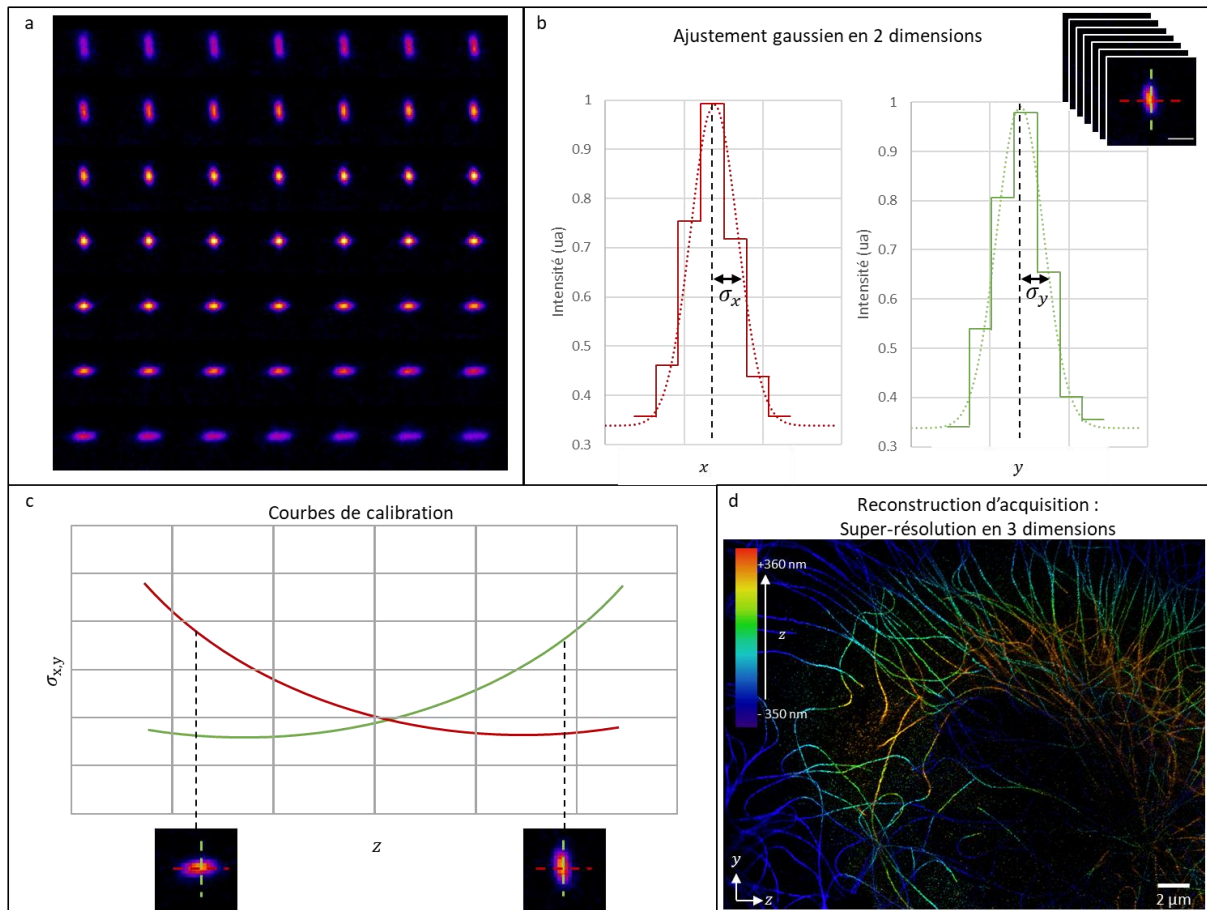 a
b
Ajustement gaussien en 2 dimensions
1
0.9
0.8
0.7
0.6
0.5
0.4
0.3
Intensité (ua)
σx
x
1
0.9
0.8
0.7
0.6
0.5
0.4
0.3
Intensité (ua)
σy
y
c
Courbes de calibration
σx,y
z
d
Reconstruction d'acquisition :
Super-résolution en 3 dimensions
+360 nm
z
- 350 nm
y
z
2 µm